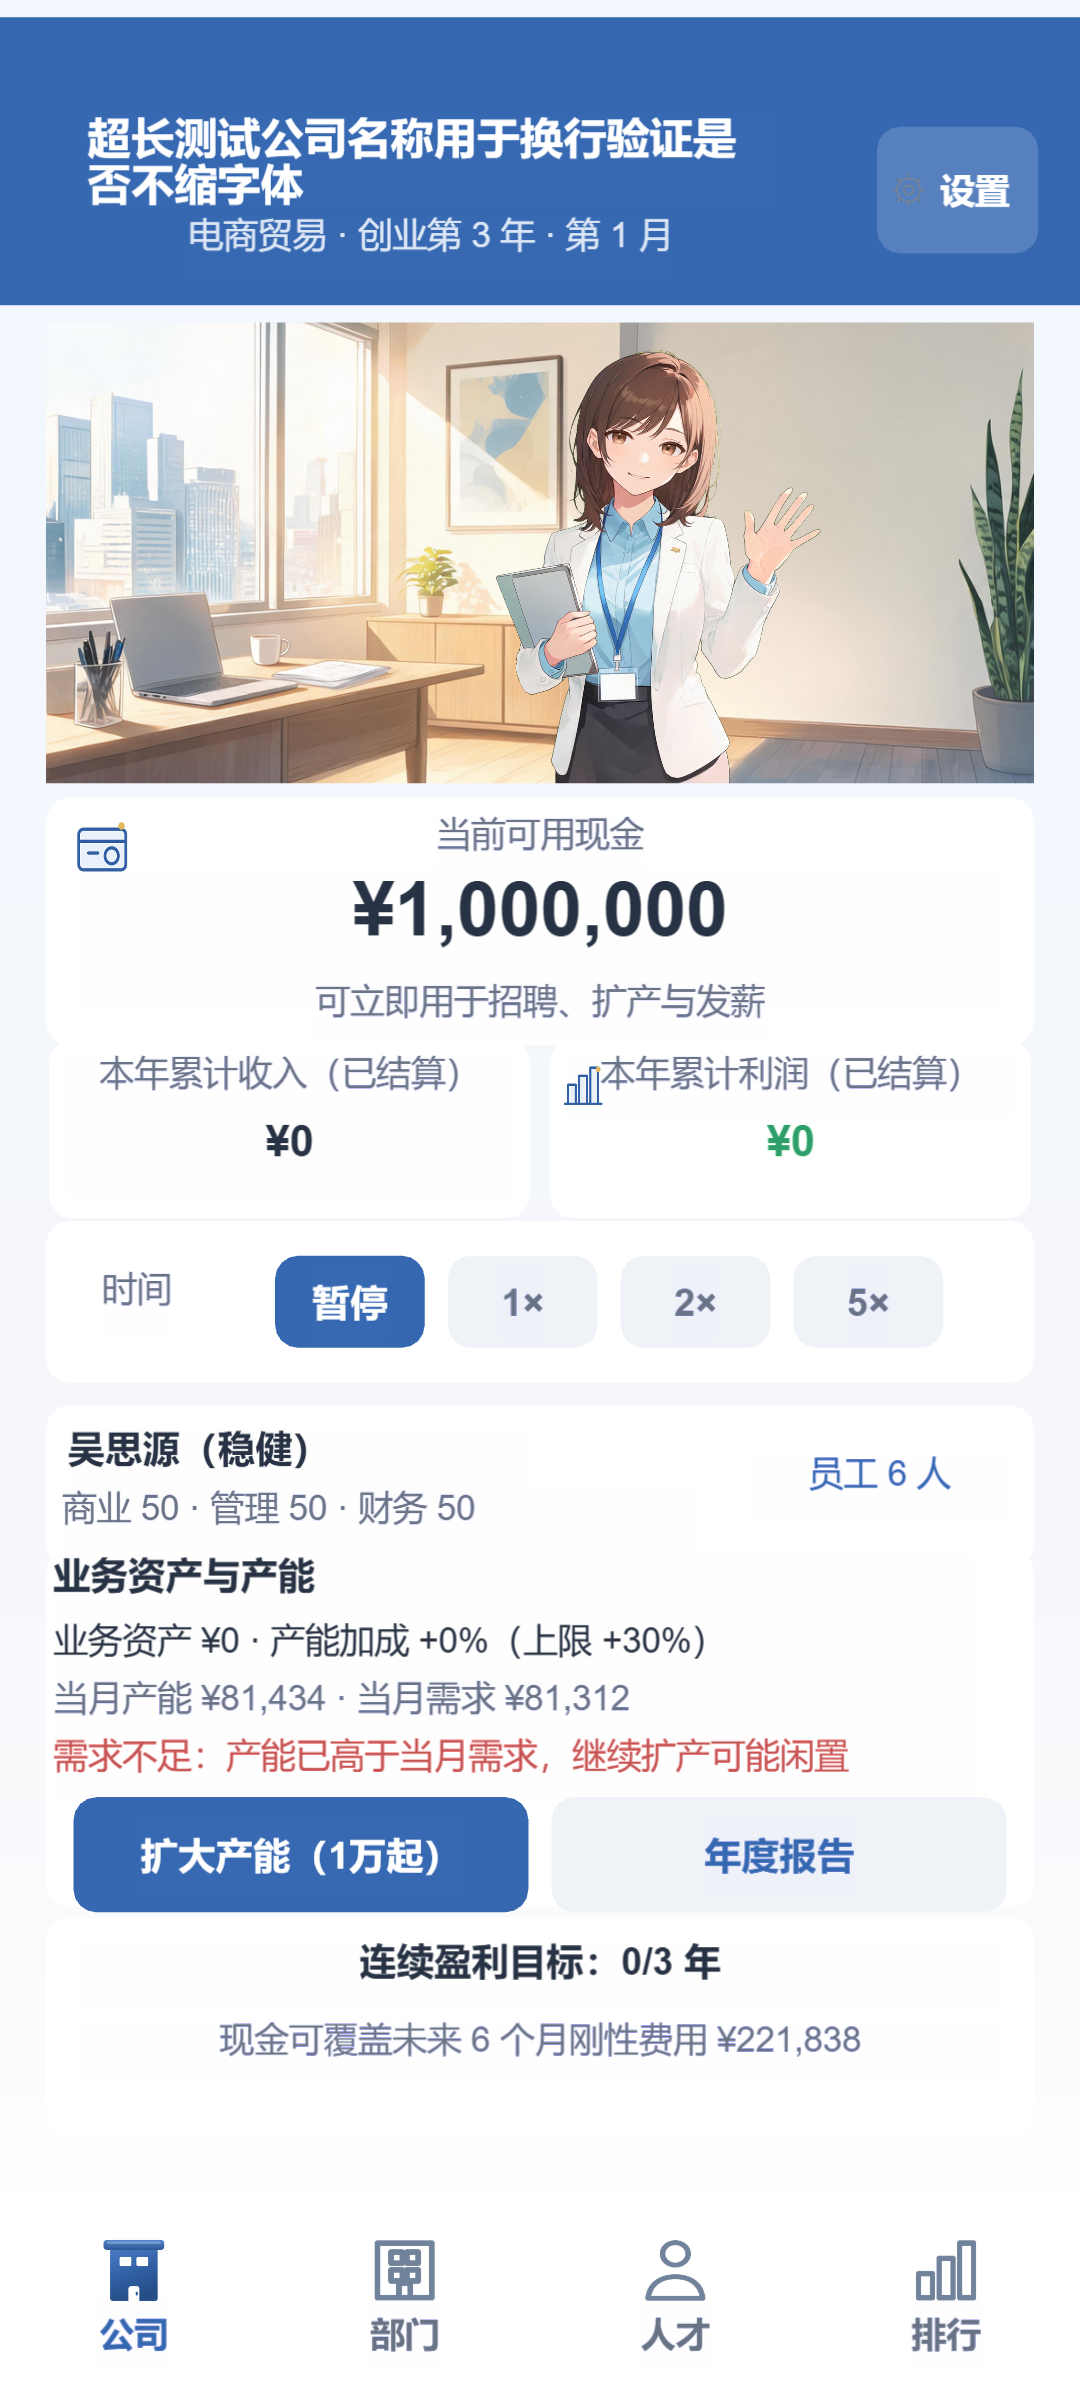 超长测试公司名称用于换行验证是
否不缩字体
电商贸易 · 创业第 3 年 · 第 1 月
设置
当前可用现金
¥1,000,000
可立即用于招聘、扩产与发薪
本年累计收入（已结算）
¥0
本年累计利润（已结算）
¥0
时间
暂停
1×
2×
5×
吴思源（稳健）
商业 50 · 管理 50 · 财务 50
员工 6 人
业务资产与产能
业务资产 ¥0 · 产能加成 +0%（上限 +30%）
当月产能 ¥81,434 · 当月需求 ¥81,312
需求不足：产能已高于当月需求，继续扩产可能闲置
扩大产能（1万起）
年度报告
连续盈利目标：0/3 年
现金可覆盖未来 6 个月刚性费用 ¥221,838
公司
部门
人才
排行